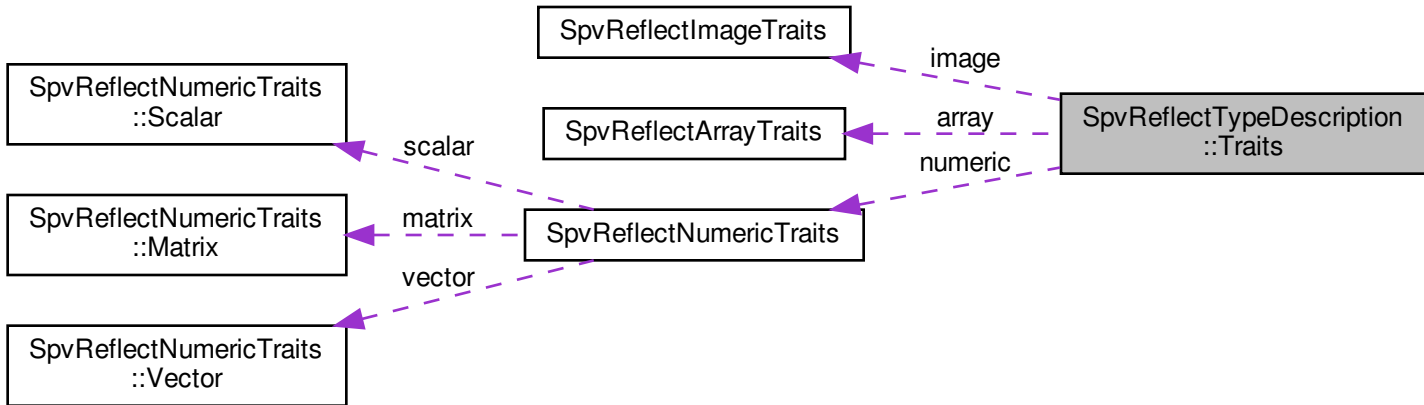 SpvReflectImageTraits
image
SpvReflectNumericTraits
::Scalar
SpvReflectArrayTraits
array
SpvReflectTypeDescription
::Traits
scalar
numeric
SpvReflectNumericTraits
::Matrix
matrix
SpvReflectNumericTraits
vector
SpvReflectNumericTraits
::Vector